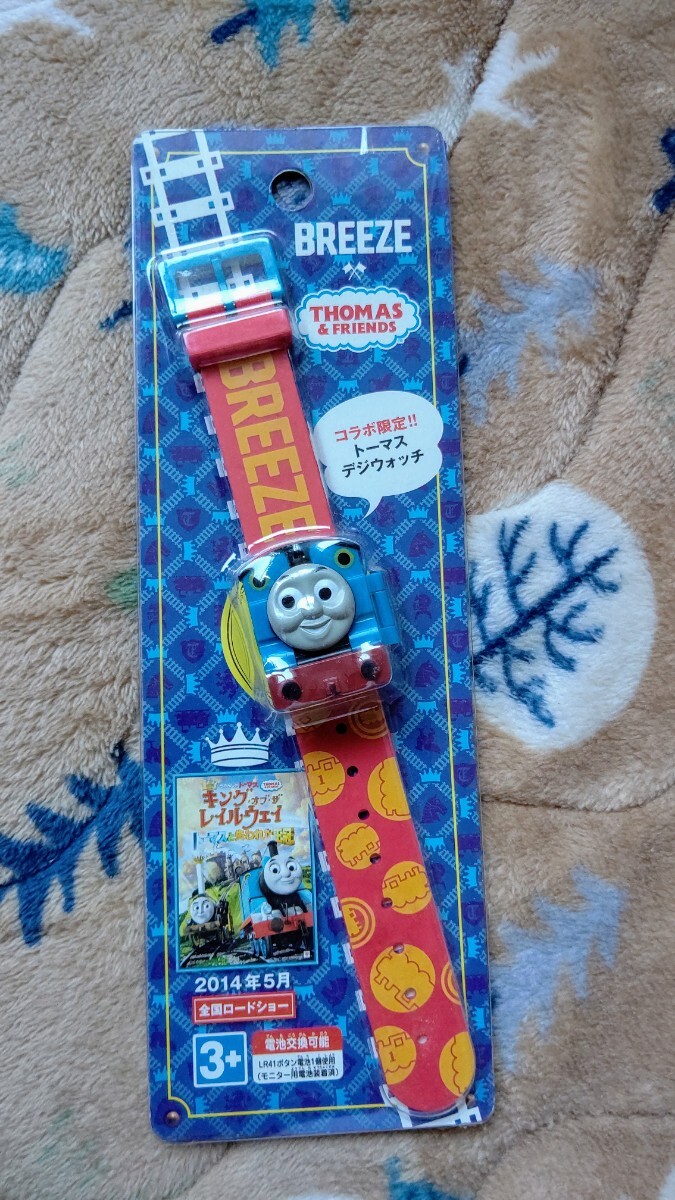 BREEZE
THOMAS
& FRIENDS
BREEZE
コラボ限定!!
トーマス
デジウォッチ
キング・オブ・ザ
レイルウェイ
2014年5月
全国ロードショー
3+
電池交換可能
LR41ボタン電池1個使用
(モニター用電池装着済)